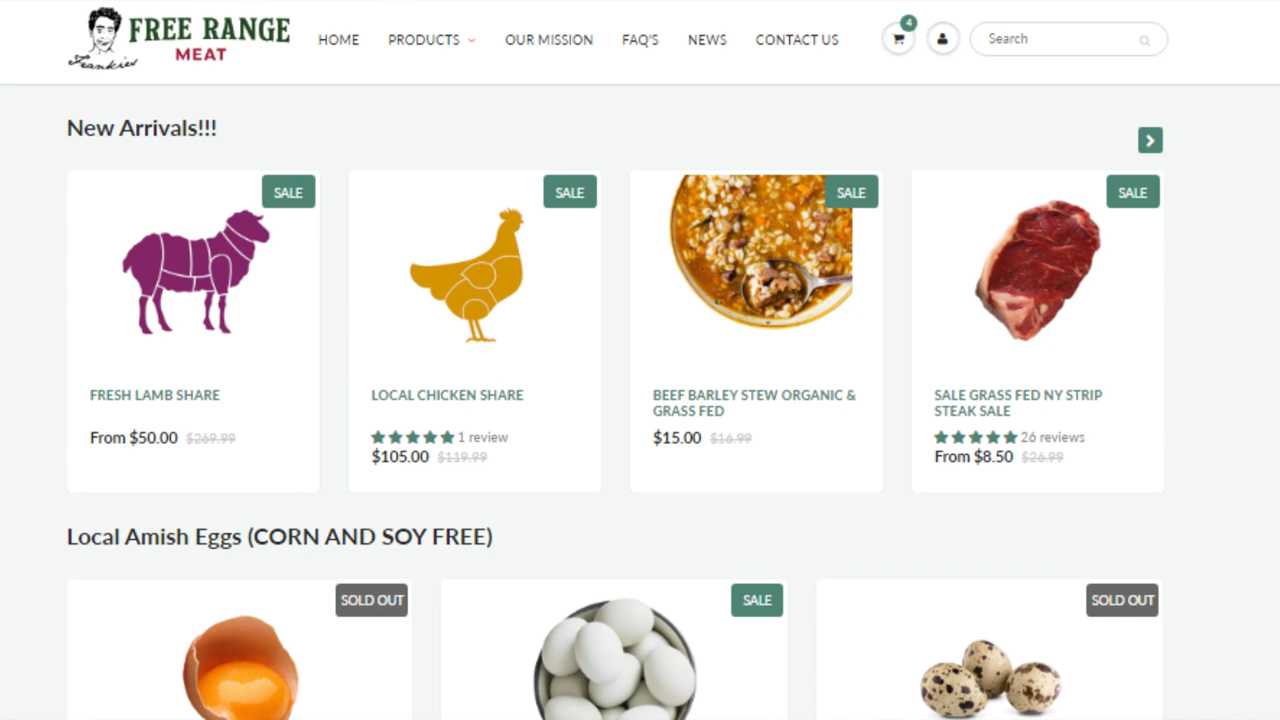 FREE RANGE
MEAT
Frankies
HOME PRODUCTS OUR MISSION FAQ'S NEWS CONTACT US
4
Search
New Arrivals!!!
SALE
SALE
SALE
SALE
FRESH LAMB SHARE
From $50.00 $269.99
LOCAL CHICKEN SHARE
1 review
$105.00 $119.99
BEEF BARLEY STEW ORGANIC &
GRASS FED
$15.00 $16.99
SALE GRASS FED NY STRIP
STEAK SALE
26 reviews
From $8.50 $26.99
Local Amish Eggs (CORN AND SOY FREE)
SOLD OUT
SALE
SOLD OUT